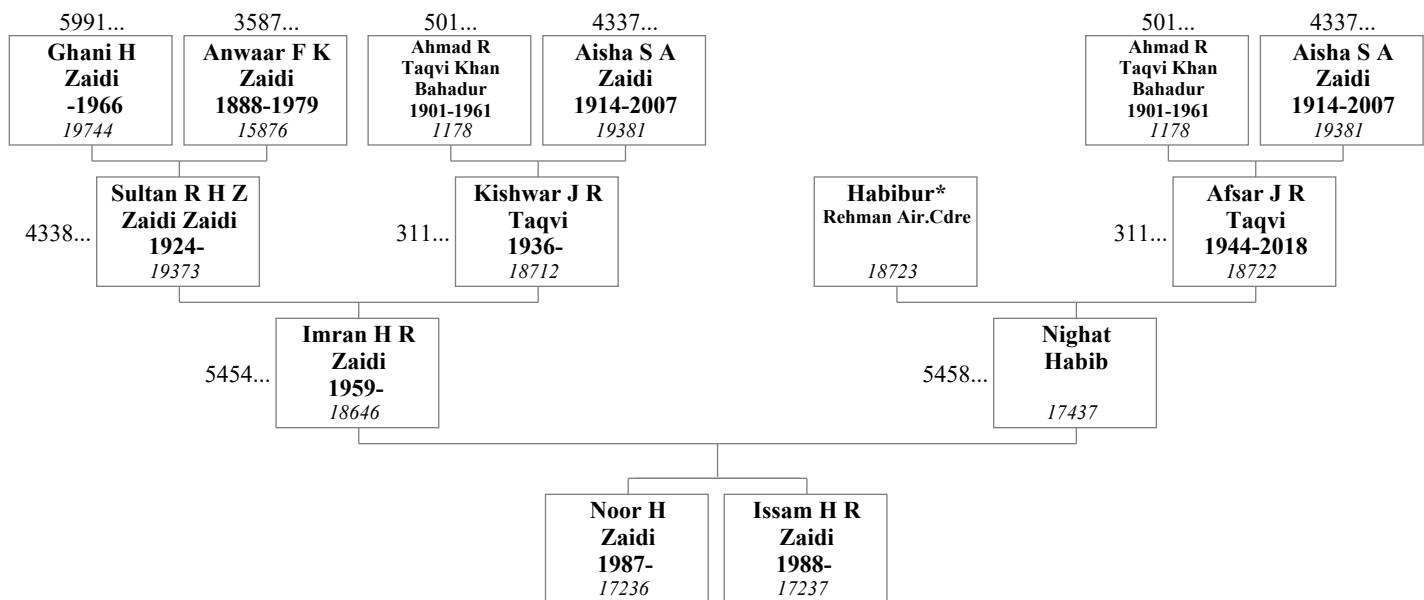 5991...
3587...
501...
4337...
501...
4337...
Ghani H
Zaidi
-1966
19744
Anwaar F K
Zaidi
1888-1979
15876
Ahmad R
Taqvi Khan
Bahadur
1901-1961
1178
Aisha S A
Zaidi
1914-2007
19381
Ahmad R
Taqvi Khan
Bahadur
1901-1961
1178
Aisha S A
Zaidi
1914-2007
19381
4338...
Sultan R H Z
Zaidi Zaidi
1924-
19373
311...
Kishwar J R
Taqvi
1936-
18712
Habibur*
Rehman Air.Cdre
18723
311...
Afsar J R
Taqvi
1944-2018
18722
5454...
Imran H R
Zaidi
1959-
18646
5458...
Nighat
Habib
17437
Noor H
Zaidi
1987-
17236
Issam H R
Zaidi
1988-
17237